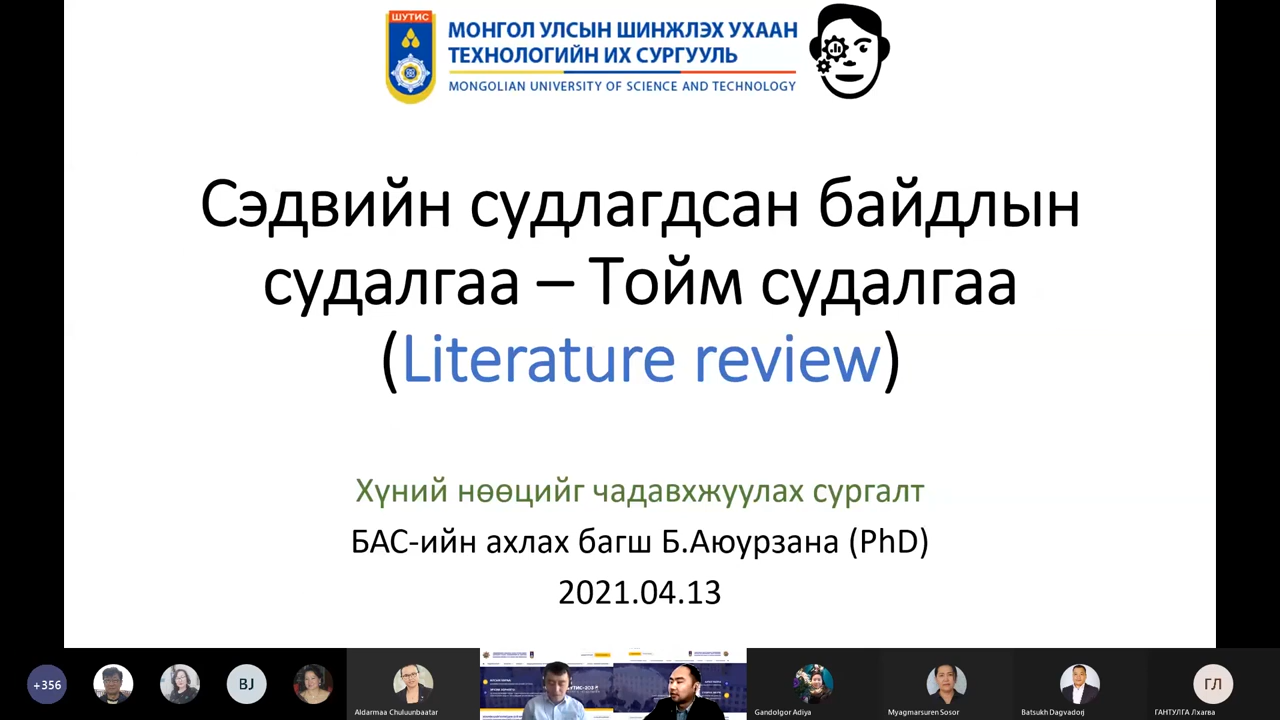 ШУТИС
МОНГОЛ УЛСЫН ШИНЖЛЭХ УХААН
ТЕХНОЛОГИЙН ИХ СУРГУУЛЬ
MONGOLIAN UNIVERSITY OF SCIENCE AND TECHNOLOGY
Сэдвийн судлагдсан байдлын
судалгаа – Тойм судалгаа
(Literature review)
Хүний нөөцийг чадавхжуулах сургалт
БАС-ийн ахлах багш Б.Аюурзана (PhD)
2021.04.13
+356
BJ
Aldarmaa Chuluunbaatar
Gandolgor Adiya
Myagmarsuren Sosor
Batsukh Dagvadorj
ГЛ
ГАНТУЛГА Лхагва